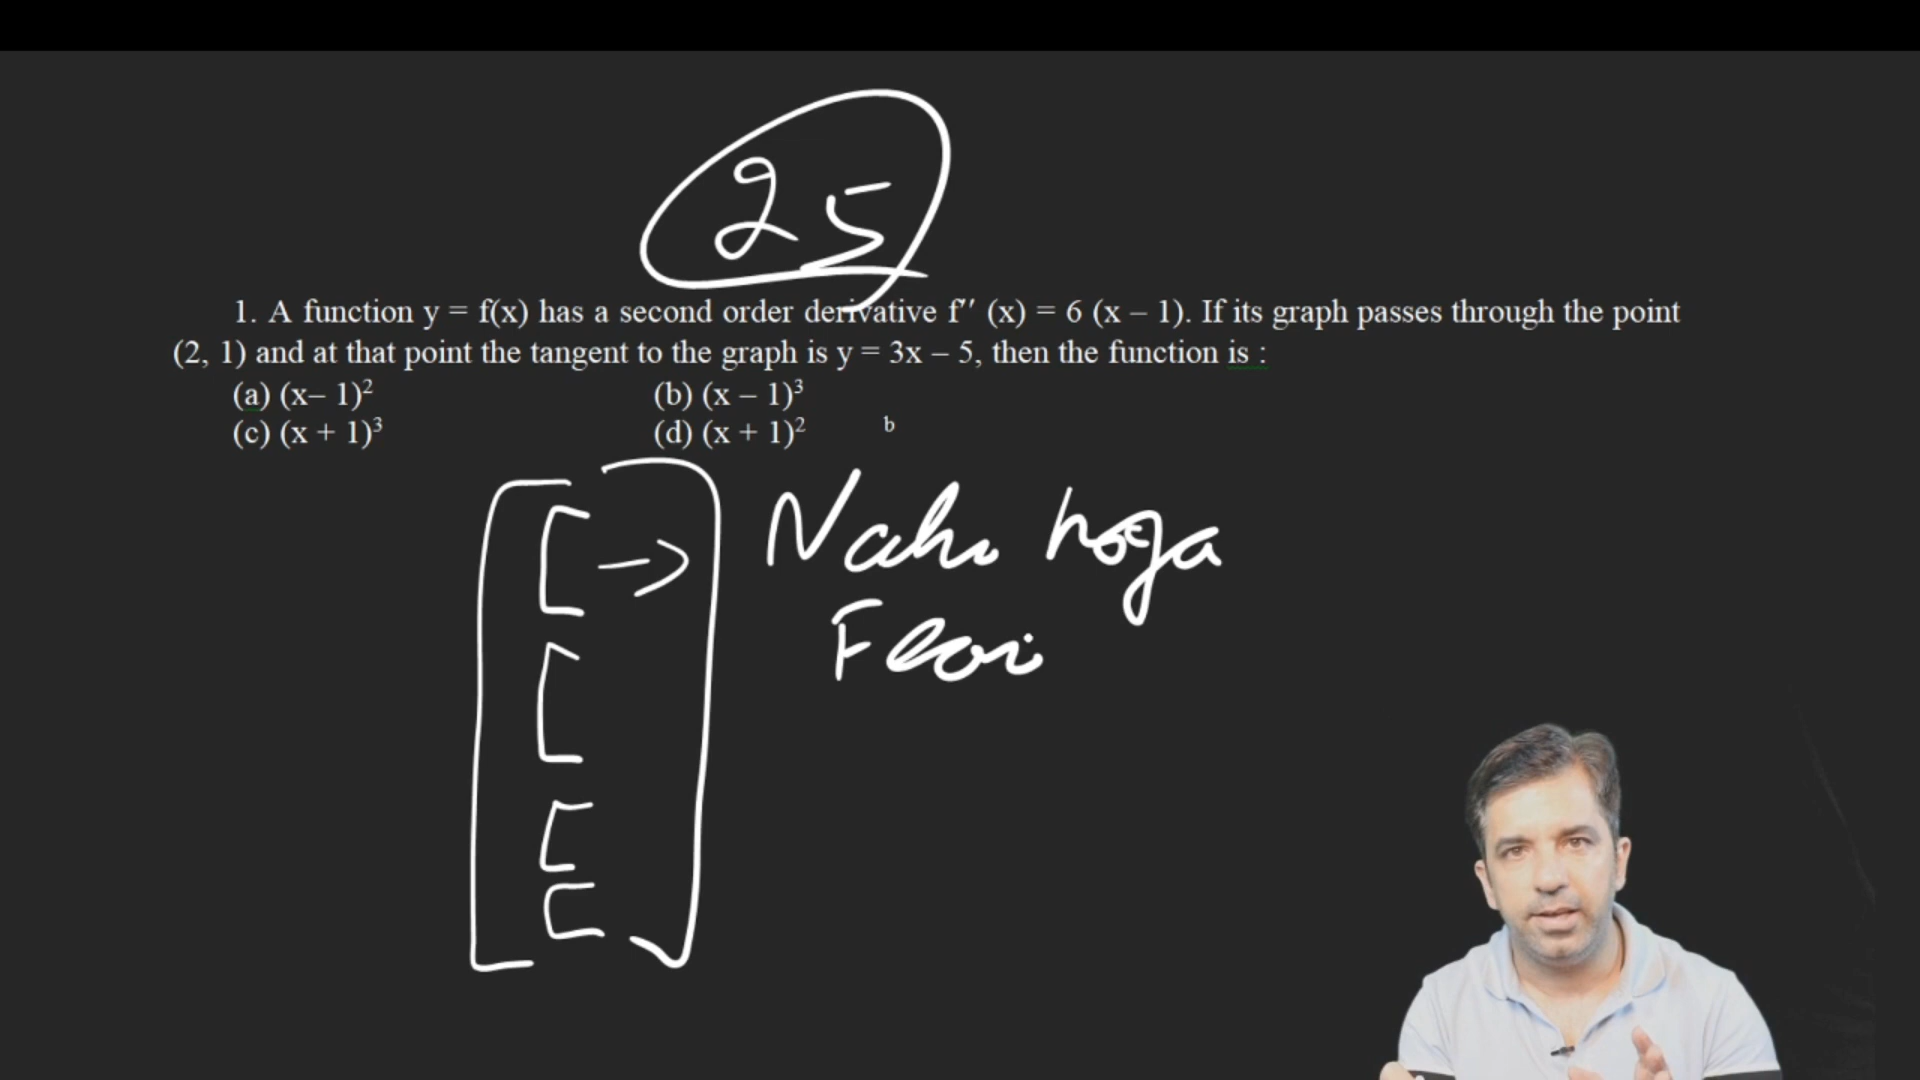 25
1. A function y = f(x) has a second order derivative f″ (x) = 6 (x – 1). If its graph passes through the point
(2, 1) and at that point the tangent to the graph is y = 3x – 5, then the function is :
(a) (x– 1)² (b) (x – 1)³
(c) (x + 1)³ (d) (x + 1)² b
hoga